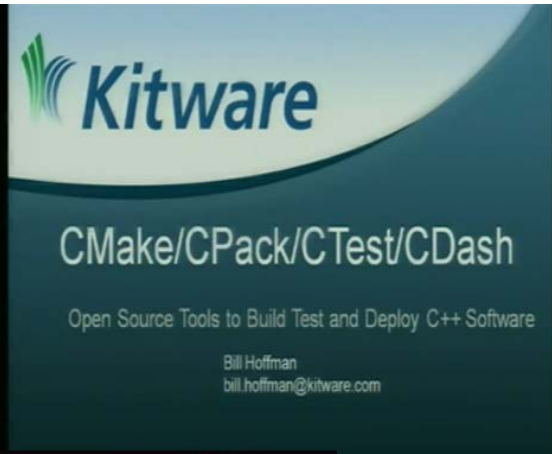 Kitware
CMake/CPack/CTest/CDash
Open Source Tools to Build Test and Deploy C++ Software
Bill Hoffman
bill.hoffman@kitware.com